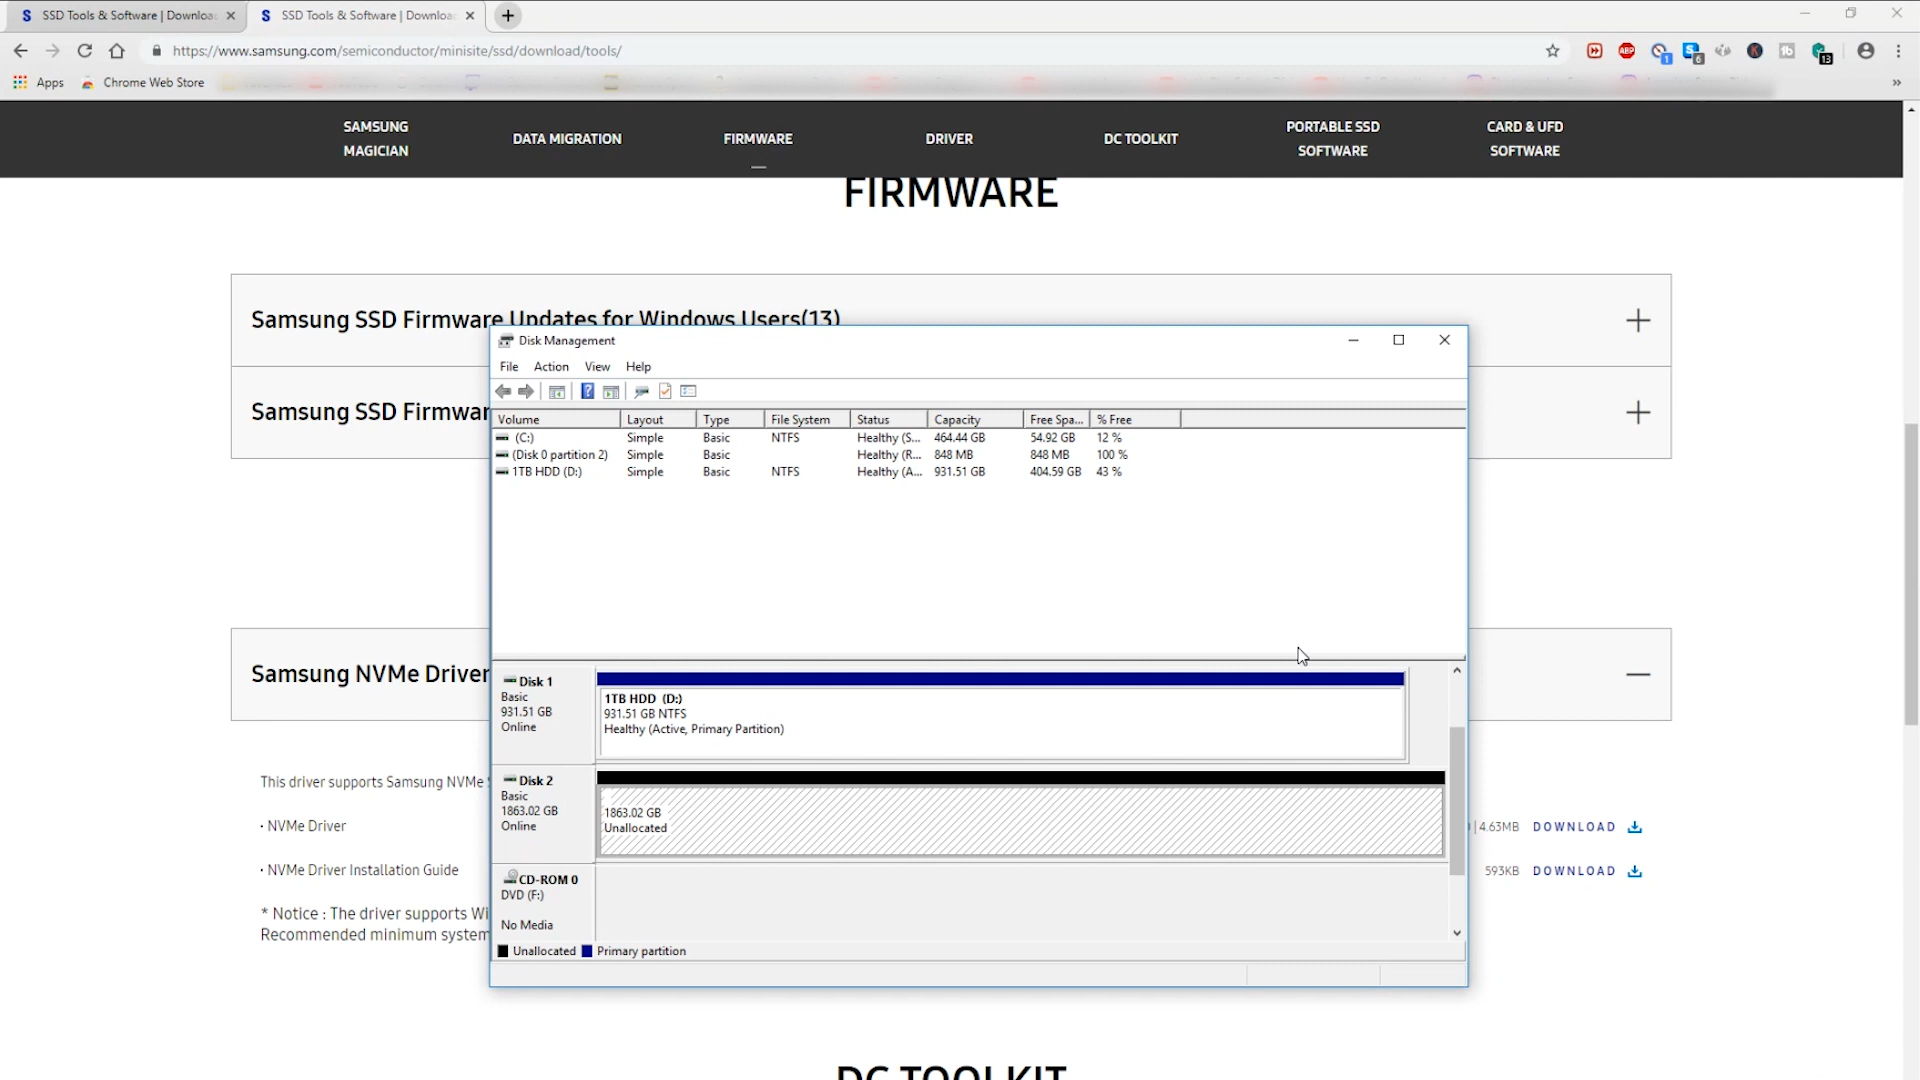 SSD Tools & Software | Downloa
SSD Tools & Software | Downloa
https://www.samsung.com/semiconductor/minisite/ssd/download/tools/
ABP
1
6
K
tb
13
Apps
Chrome Web Store
SAMSUNG
MAGICIAN
DATA MIGRATION
FIRMWARE
DRIVER
DC TOOLKIT
PORTABLE SSD
SOFTWARE
CARD & UFD
SOFTWARE
FIRMWARE
Samsung SSD Firmware Updates for Windows Users(13)
Samsung SSD Firmwar
Disk Management
File Action View Help
Volume Layout Type File System Status Capacity Free Spa... % Free
(C:) Simple Basic NTFS Healthy (S... 464.44 GB 54.92 GB 12 %
(Disk 0 partition 2) Simple Basic Healthy (R... 848 MB 848 MB 100 %
1TB HDD (D:) Simple Basic NTFS Healthy (A... 931.51 GB 404.59 GB 43 %
Samsung NVMe Driver
Disk 1
Basic
931.51 GB
Online
1TB HDD (D:)
931.51 GB NTFS
Healthy (Active, Primary Partition)
Disk 2
Basic
1863.02 GB
Online
1863.02 GB
Unallocated
CD-ROM 0
DVD (F:)
No Media
Unallocated Primary partition
This driver supports Samsung NVMe
· NVMe Driver
| 4.63MB DOWNLOAD
· NVMe Driver Installation Guide
593KB DOWNLOAD
* Notice : The driver supports Wi
Recommended minimum system
DC TOOLKIT